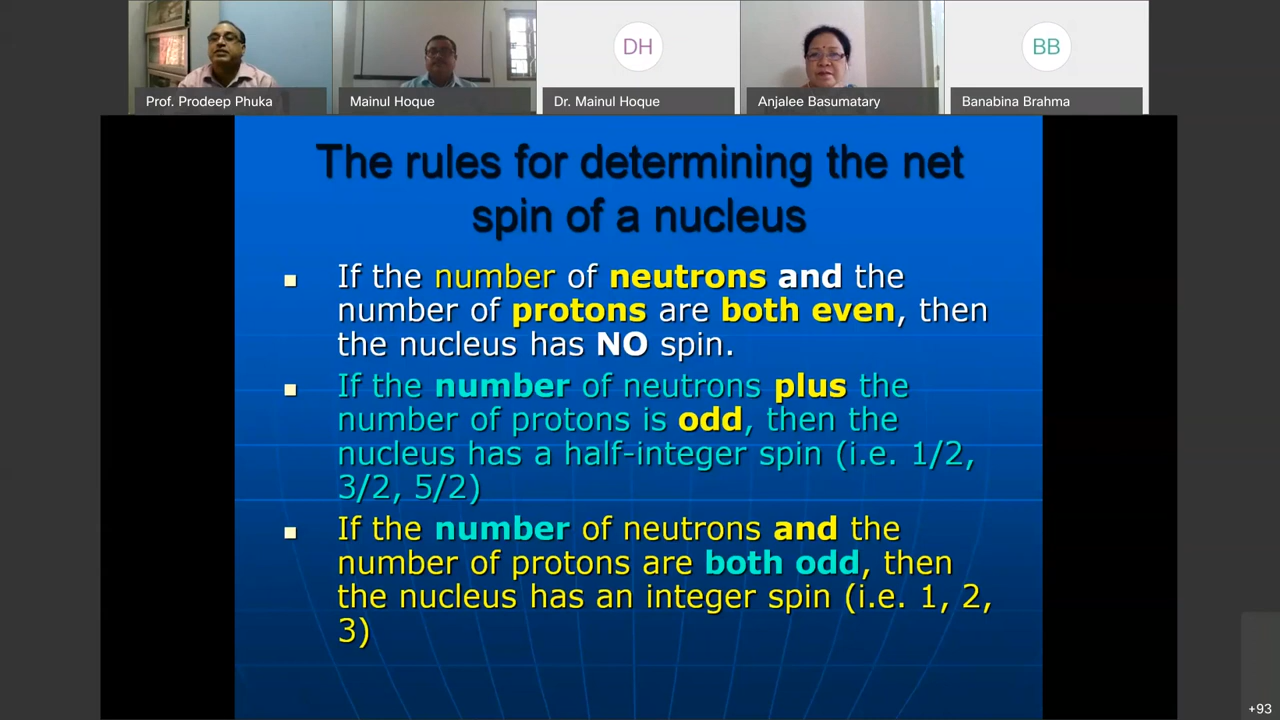 DH
BB
Prof. Prodeep Phuka
Mainul Hoque
Dr. Mainul Hoque
Anjalee Basumatary
Banabina Brahma
The rules for determining the net
spin of a nucleus
If the number of neutrons and the
number of protons are both even, then
the nucleus has NO spin.
If the number of neutrons plus the
number of protons is odd, then the
nucleus has a half-integer spin (i.e. 1/2,
3/2, 5/2)
If the number of neutrons and the
number of protons are both odd, then
the nucleus has an integer spin (i.e. 1, 2,
3)
+93